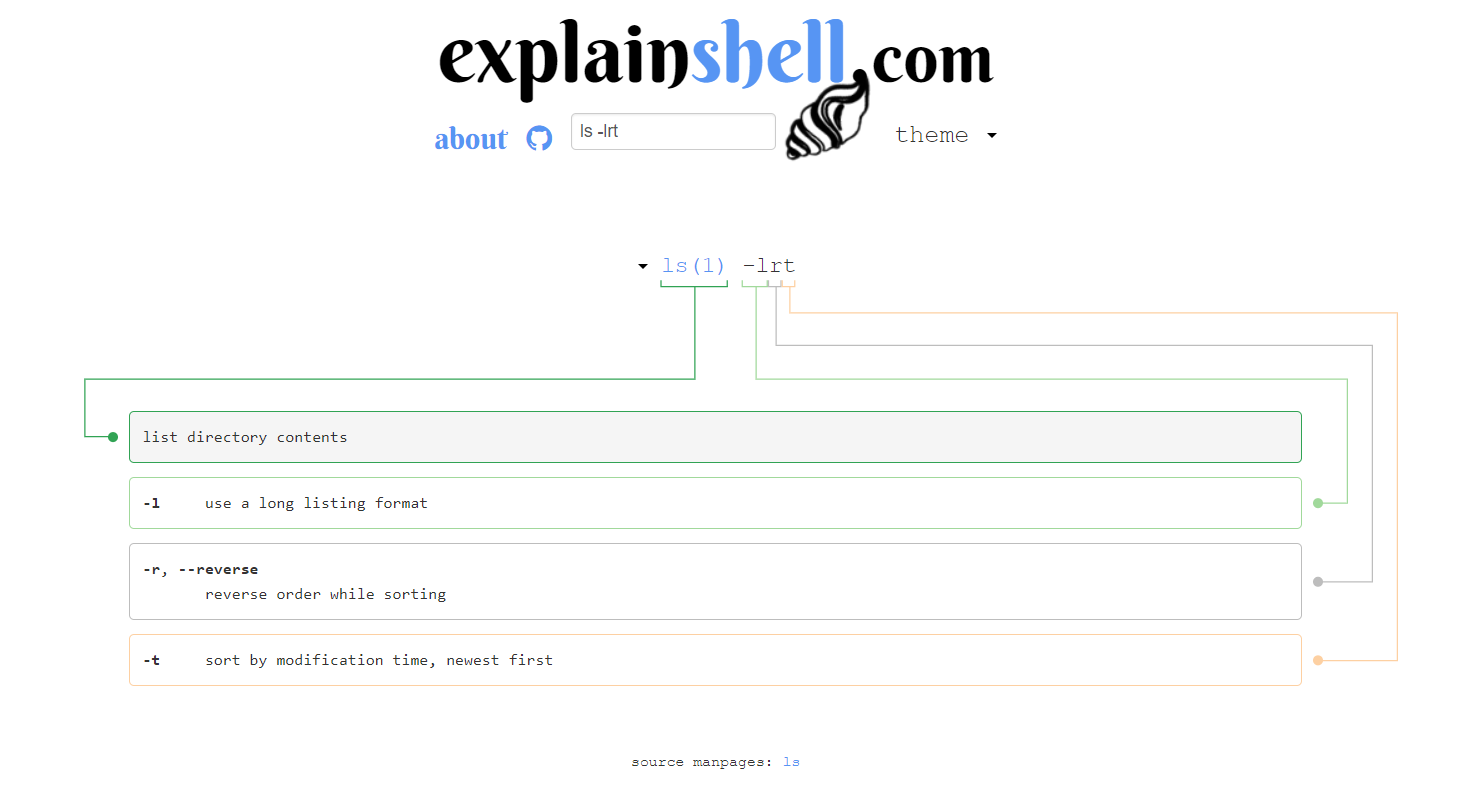 explainshell.com
about ls -lrt theme
ls(1) -lrt
list directory contents
-l use a long listing format
-r, --reverse
reverse order while sorting
-t sort by modification time, newest first
source manpages: ls